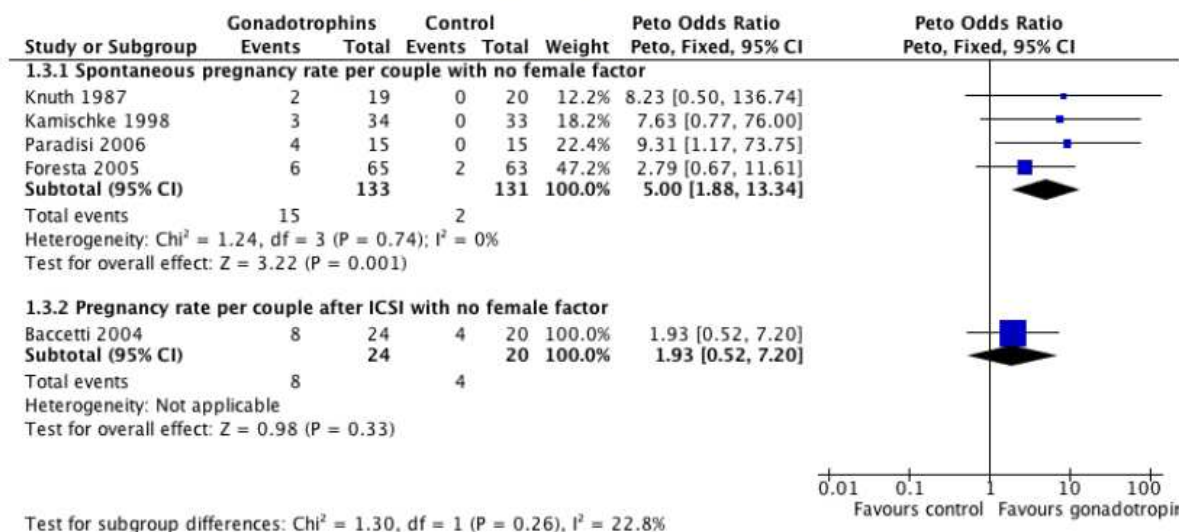 Gonadotrophins Control Peto Odds Ratio Peto Odds Ratio
Study or Subgroup Events Total Events Total Weight Peto, Fixed, 95% CI Peto, Fixed, 95% CI
1.3.1 Spontaneous pregnancy rate per couple with no female factor
Knuth 1987 2 19 0 20 12.2% 8.23 [0.50, 136.74]
Kamischke 1998 3 34 0 33 18.2% 7.63 [0.77, 76.00]
Paradisi 2006 4 15 0 15 22.4% 9.31 [1.17, 73.75]
Foresta 2005 6 65 2 63 47.2% 2.79 [0.67, 11.61]
Subtotal (95% CI) 133 131 100.0% 5.00 [1.88, 13.34]
Total events 15 2
Heterogeneity: Chi² = 1.24, df = 3 (P = 0.74); I² = 0%
Test for overall effect: Z = 3.22 (P = 0.001)
1.3.2 Pregnancy rate per couple after ICSI with no female factor
Baccetti 2004 8 24 4 20 100.0% 1.93 [0.52, 7.20]
Subtotal (95% CI) 24 20 100.0% 1.93 [0.52, 7.20]
Total events 8 4
Heterogeneity: Not applicable
Test for overall effect: Z = 0.98 (P = 0.33)
0.01 0.1 1 10 100
Favours control Favours gonadotropin
Test for subgroup differences: Chi² = 1.30, df = 1 (P = 0.26), I² = 22.8%